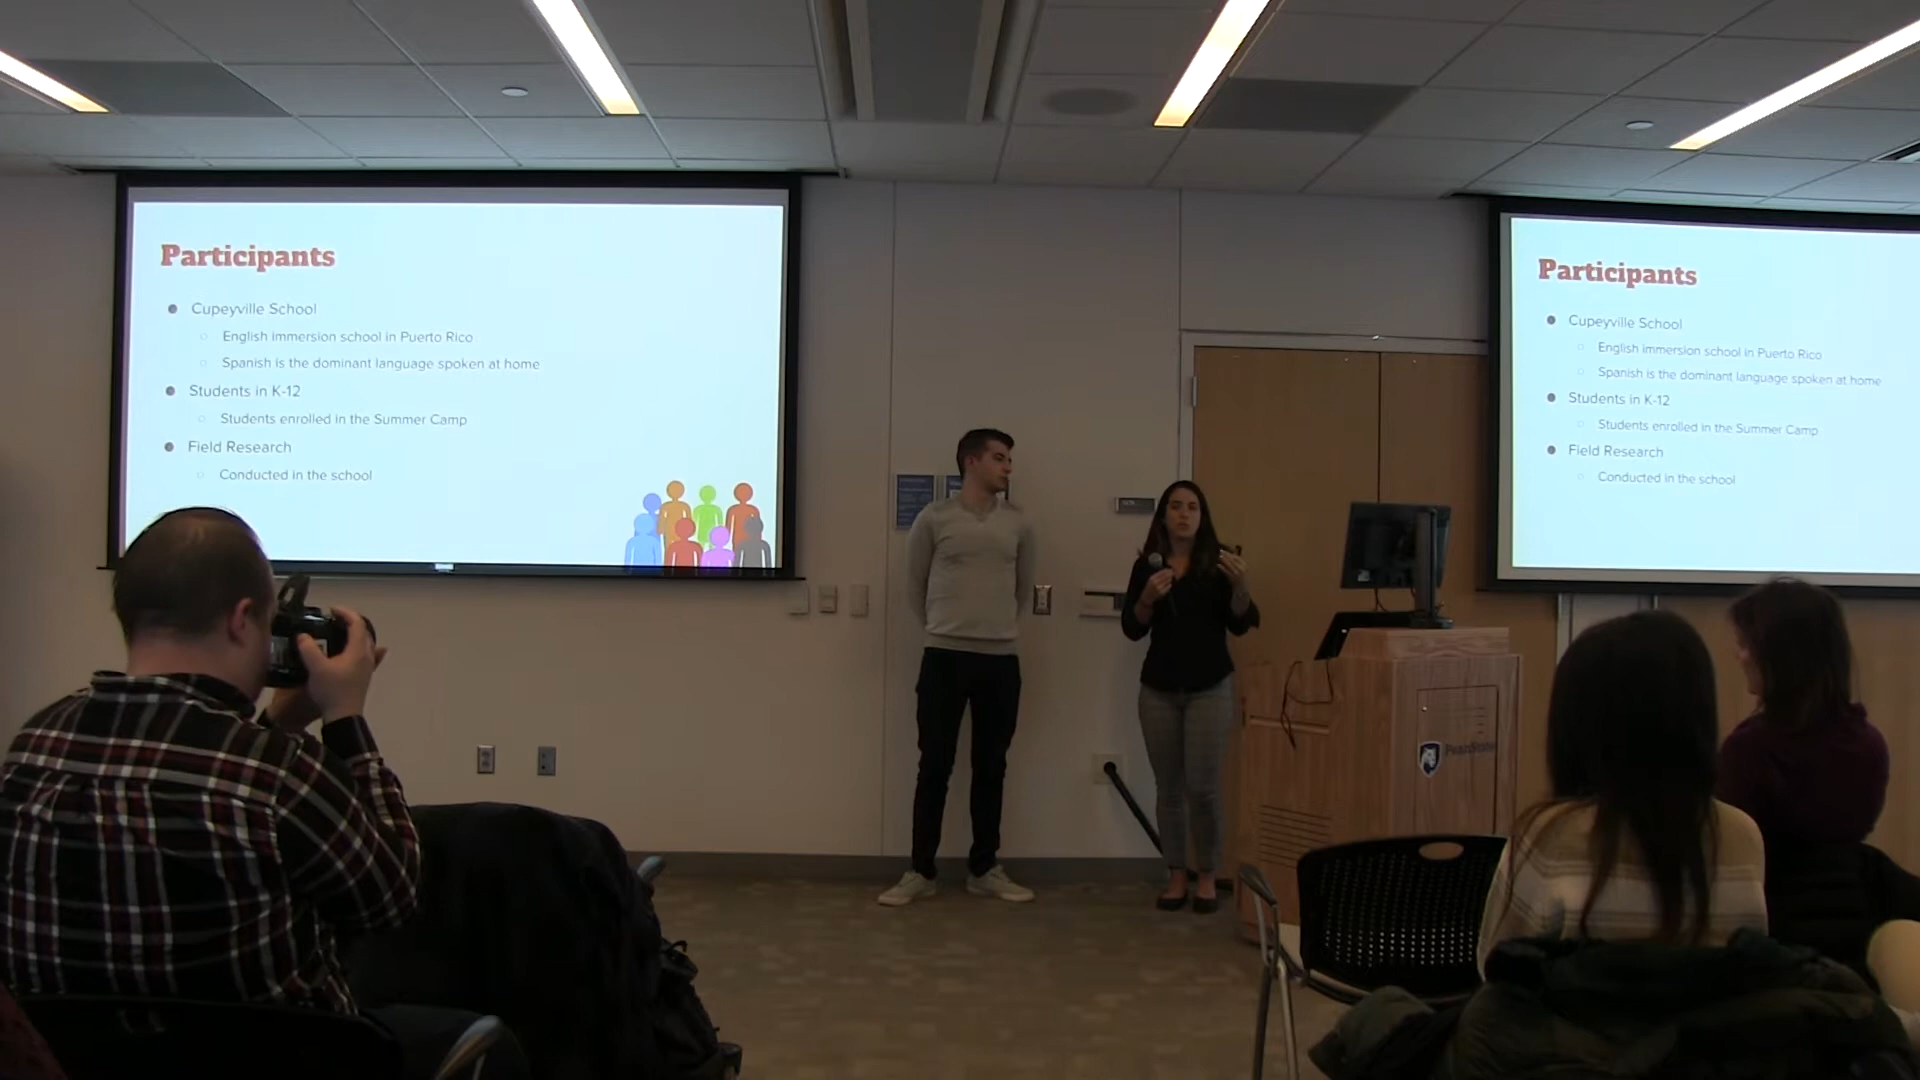 Participants
Cupeyville School
English immersion school in Puerto Rico
Spanish is the dominant language spoken at home
Students in K-12
Students enrolled in the Summer Camp
Field Research
Conducted in the school
Participants
Cupeyville School
English immersion school in Puerto Rico
Spanish is the dominant language spoken at home
Students in K-12
Students enrolled in the Summer Camp
Field Research
Conducted in the school
PennState